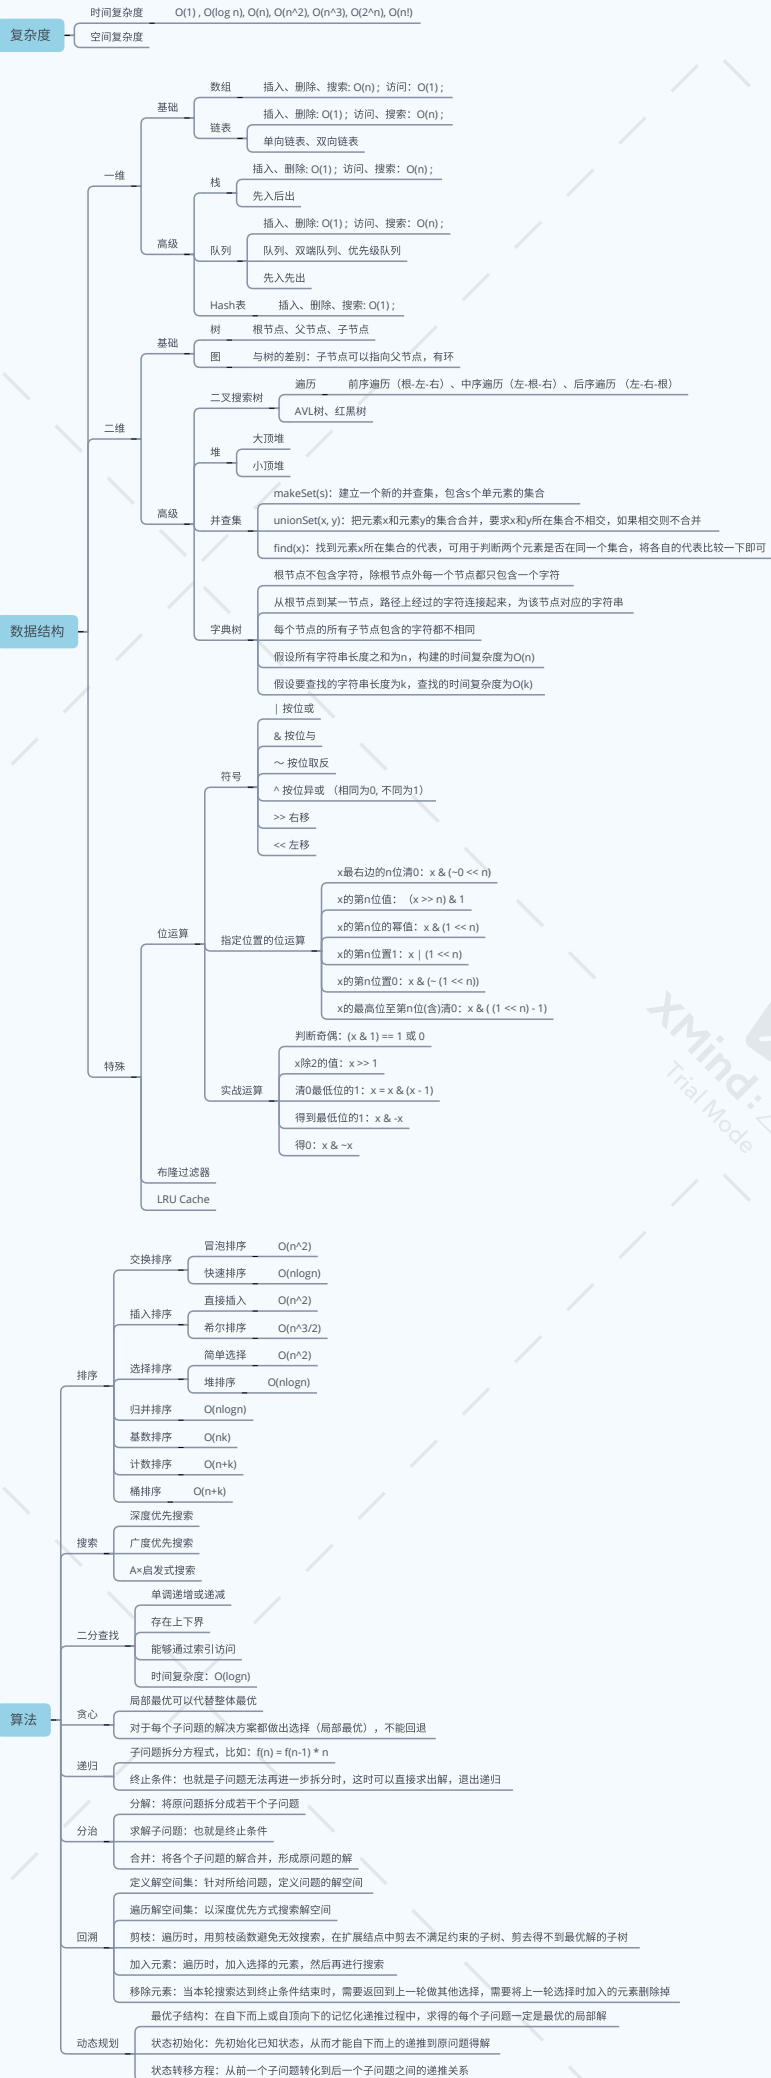 复杂度
时间复杂度
O(1) , O(log n), O(n), O(n^2), O(n^3), O(2^n), O(n!)
空间复杂度
数据结构
一维
基础
数组
插入、删除、搜索: O(n) ；访问：O(1) ;
链表
插入、删除: O(1) ；访问、搜索：O(n) ;
单向链表、双向链表
高级
栈
插入、删除: O(1) ；访问、搜索：O(n) ;
先入后出
队列
插入、删除: O(1) ；访问、搜索：O(n) ;
队列、双端队列、优先级队列
先入先出
Hash表
插入、删除、搜索: O(1) ;
二维
基础
树
根节点、父节点、子节点
图
与树的差别：子节点可以指向父节点，有环
高级
二叉搜索树
遍历
前序遍历（根-左-右）、中序遍历（左-根-右）、后序遍历 （左-右-根）
AVL树、红黑树
堆
大顶堆
小顶堆
并查集
makeSet(s)：建立一个新的并查集，包含s个单元素的集合
unionSet(x, y)：把元素x和元素y的集合合并，要求x和y所在集合不相交，如果相交则不合并
find(x)：找到元素x所在集合的代表，可用于判断两个元素是否在同一个集合，将各自的代表比较一下即可
字典树
根节点不包含字符，除根节点外每一个节点都只包含一个字符
从根节点到某一节点，路径上经过的字符连接起来，为该节点对应的字符串
每个节点的所有子节点包含的字符都不相同
假设所有字符串长度之和为n，构建的时间复杂度为O(n)
假设要查找的字符串长度为k，查找的时间复杂度为O(k)
特殊
位运算
符号
| 按位或
& 按位与
～ 按位取反
^ 按位异或 （相同为0, 不同为1）
>> 右移
<< 左移
指定位置的位运算
x最右边的n位清0：x & (~0 << n)
x的第n位值：（x >> n) & 1
x的第n位的幂值：x & (1 << n)
x的第n位置1：x | (1 << n)
x的第n位置0：x & (~ (1 << n))
x的最高位至第n位(含)清0：x & ( (1 << n) - 1)
实战运算
判断奇偶：(x & 1) == 1 或 0
x除2的值：x >> 1
清0最低位的1：x = x & (x - 1)
得到最低位的1：x & -x
得0：x & ~x
布隆过滤器
LRU Cache
XMind:
Trial Mode
算法
排序
交换排序
冒泡排序
O(n^2)
快速排序
O(nlogn)
插入排序
直接插入
O(n^2)
希尔排序
O(n^3/2)
选择排序
简单选择
O(n^2)
堆排序
O(nlogn)
归并排序
O(nlogn)
基数排序
O(nk)
计数排序
O(n+k)
桶排序
O(n+k)
搜索
深度优先搜索
广度优先搜索
A×启发式搜索
二分查找
单调递增或递减
存在上下界
能够通过索引访问
时间复杂度：O(logn)
贪心
局部最优可以代替整体最优
对于每个子问题的解决方案都做出选择（局部最优），不能回退
递归
子问题拆分方程式，比如：f(n) = f(n-1) * n
终止条件：也就是子问题无法再进一步拆分时，这时可以直接求出解，退出递归
分治
分解：将原问题拆分成若干个子问题
求解子问题：也就是终止条件
合并：将各个子问题的解合并，形成原问题的解
回溯
定义解空间集：针对所给问题，定义问题的解空间
遍历解空间集：以深度优先方式搜索解空间
剪枝：遍历时，用剪枝函数避免无效搜索，在扩展结点中剪去不满足约束的子树、剪去得不到最优解的子树
加入元素：遍历时，加入选择的元素，然后再进行搜索
移除元素：当本轮搜索达到终止条件结束时，需要返回到上一轮做其他选择，需要将上一轮选择时加入的元素删除掉
动态规划
最优子结构：在自下而上或自顶向下的记忆化递推过程中，求得的每个子问题一定是最优的局部解
状态初始化：先初始化已知状态，从而才能自下而上的递推到原问题得解
状态转移方程：从前一个子问题转化到后一个子问题之间的递推关系